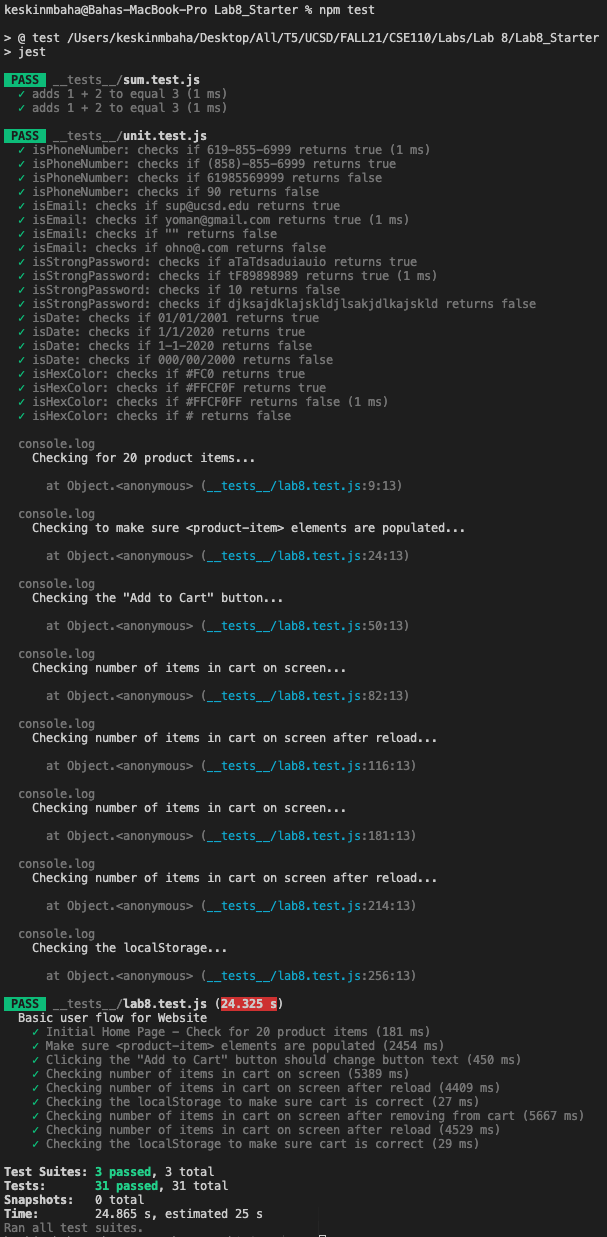 keskinmbaha@Bahas-MacBook-Pro Lab8_Starter % npm test
> @ test /Users/keskinmbaha/Desktop/All/T5/UCSD/FALL21/CSE110/Labs/Lab 8/Lab8_Starter
> jest
PASS __tests__/sum.test.js
✓ adds 1 + 2 to equal 3 (1 ms)
✓ adds 1 + 2 to equal 3 (1 ms)
PASS __tests__/unit.test.js
✓ isPhoneNumber: checks if 619-855-6999 returns true (1 ms)
✓ isPhoneNumber: checks if (858)-855-6999 returns true
✓ isPhoneNumber: checks if 61985569999 returns false
✓ isPhoneNumber: checks if 90 returns false
✓ isEmail: checks if sup@ucsd.edu returns true
✓ isEmail: checks if yoman@gmail.com returns true (1 ms)
✓ isEmail: checks if "" returns false
✓ isEmail: checks if ohno@.com returns false
✓ isStrongPassword: checks if aTaTdsaduiauio returns true
✓ isStrongPassword: checks if tF89898989 returns true (1 ms)
✓ isStrongPassword: checks if 10 returns false
✓ isStrongPassword: checks if djksajdklajskldjlsakjdlkajskld returns false
✓ isDate: checks if 01/01/2001 returns true
✓ isDate: checks if 1/1/2020 returns true
✓ isDate: checks if 1-1-2020 returns false
✓ isDate: checks if 000/00/2000 returns false
✓ isHexColor: checks if #FC0 returns true
✓ isHexColor: checks if #FFCF0F returns true
✓ isHexColor: checks if #FFCF0FF returns false (1 ms)
✓ isHexColor: checks if # returns false
console.log
Checking for 20 product items...
at Object.<anonymous> (__tests__/lab8.test.js:9:13)
console.log
Checking to make sure <product-item> elements are populated...
at Object.<anonymous> (__tests__/lab8.test.js:24:13)
console.log
Checking the "Add to Cart" button...
at Object.<anonymous> (__tests__/lab8.test.js:50:13)
console.log
Checking number of items in cart on screen...
at Object.<anonymous> (__tests__/lab8.test.js:82:13)
console.log
Checking number of items in cart on screen after reload...
at Object.<anonymous> (__tests__/lab8.test.js:116:13)
console.log
Checking number of items in cart on screen...
at Object.<anonymous> (__tests__/lab8.test.js:181:13)
console.log
Checking number of items in cart on screen after reload...
at Object.<anonymous> (__tests__/lab8.test.js:214:13)
console.log
Checking the localStorage...
at Object.<anonymous> (__tests__/lab8.test.js:256:13)
PASS __tests__/lab8.test.js (24.325 s)
Basic user flow for Website
✓ Initial Home Page - Check for 20 product items (181 ms)
✓ Make sure <product-item> elements are populated (2454 ms)
✓ Clicking the "Add to Cart" button should change button text (450 ms)
✓ Checking number of items in cart on screen (5389 ms)
✓ Checking number of items in cart on screen after reload (4409 ms)
✓ Checking the localStorage to make sure cart is correct (27 ms)
✓ Checking number of items in cart on screen after removing from cart (5667 ms)
✓ Checking number of items in cart on screen after reload (4529 ms)
✓ Checking the localStorage to make sure cart is correct (29 ms)
Test Suites: 3 passed, 3 total
Tests: 31 passed, 31 total
Snapshots: 0 total
Time: 24.865 s, estimated 25 s
Ran all test suites.